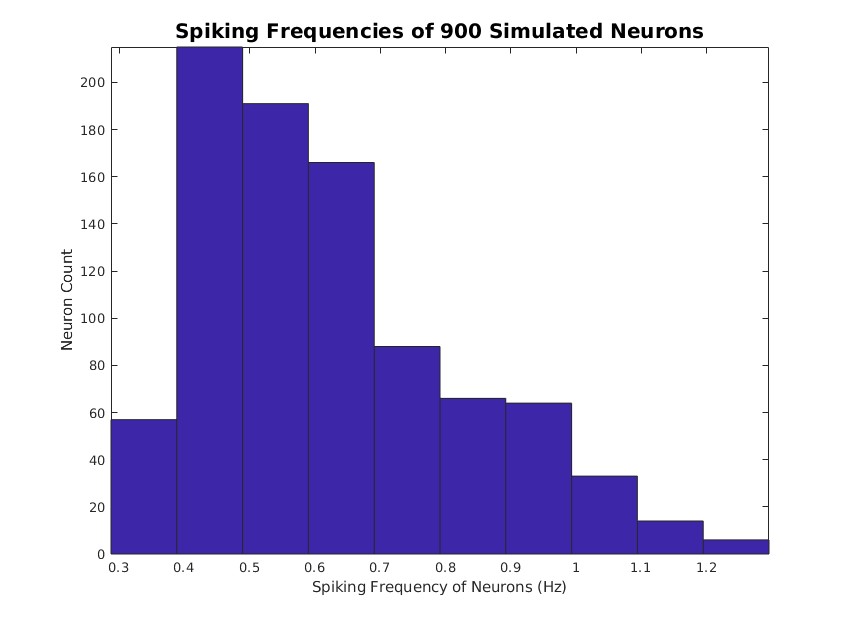 Spiking Frequencies of 900 Simulated Neurons
200
180
160
140
120
100
80
60
40
20
0
Neuron Count
0.3 0.4 0.5 0.6 0.7 0.8 0.9 1 1.1 1.2
Spiking Frequency of Neurons (Hz)